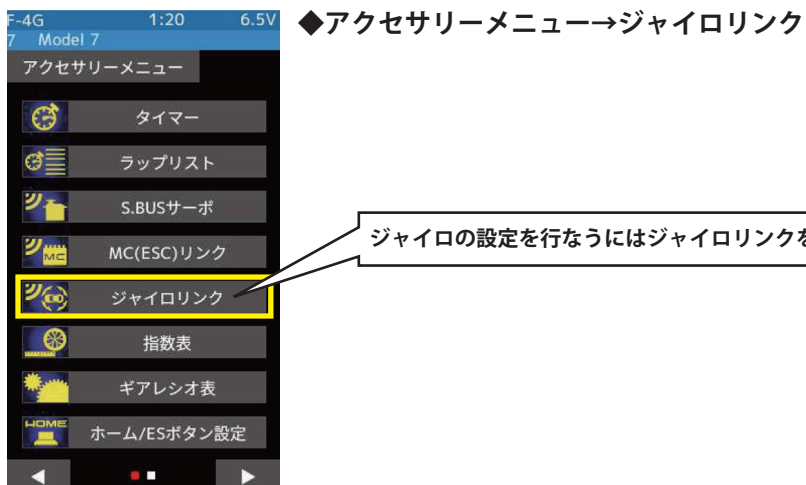 F-4G 1:20 6.5V
7 Model 7
アクセサリーメニュー
タイマー
ラップリスト
S.BUSサーボ
MC
MC(ESC)リンク
ジャイロリンク
指数表
ギアレシオ表
HOME
ホーム/ESボタン設定
◆アクセサリーメニュー→ジャイロリンク
ジャイロの設定を行なうにはジャイロリンクを